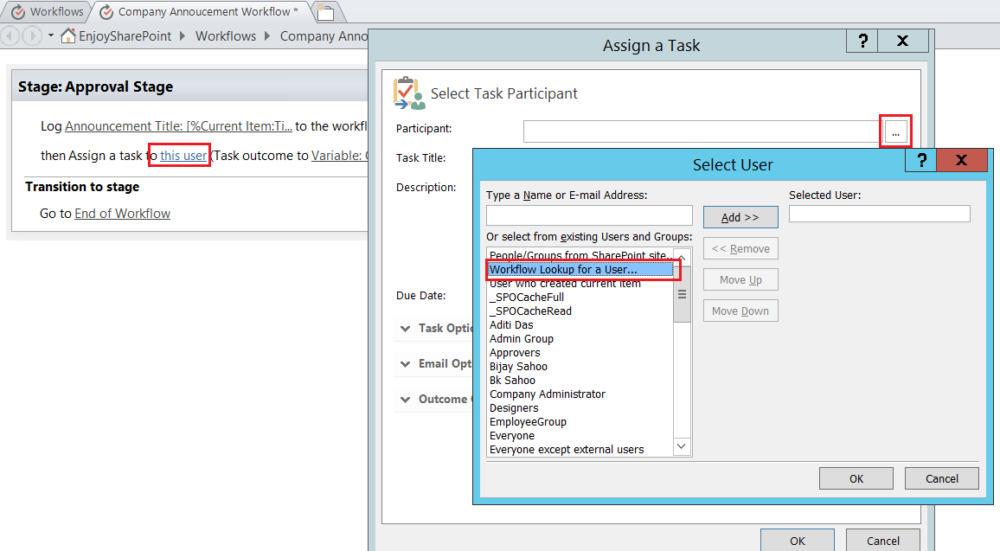 Workflows
Company Annoucement Workflow *
EnjoySharePoint ▸ Workflows ▸ Company Anno
Stage: Approval Stage
Log Announcement Title: [%Current Item:Ti... to the workfl
then Assign a task to this user (Task outcome to Variable:
Transition to stage
Go to End of Workflow
Assign a Task
? X
Select Task Participant
Participant:
...
Task Title:
Description:
Due Date:
Task Optio
Email Opt
Outcome
Select User
? X
Type a Name or E-mail Address:
Add >>
Selected User:
Or select from existing Users and Groups:
<< Remove
Move Up
Move Down
People/Groups from SharePoint site...
Workflow Lookup for a User...
User who created current item
_SPOCacheFull
_SPOCacheRead
Aditi Das
Admin Group
Approvers
Bijay Sahoo
Bk Sahoo
Company Administrator
Designers
EmployeeGroup
Everyone
Everyone except external users
OK
Cancel
OK
Cancel